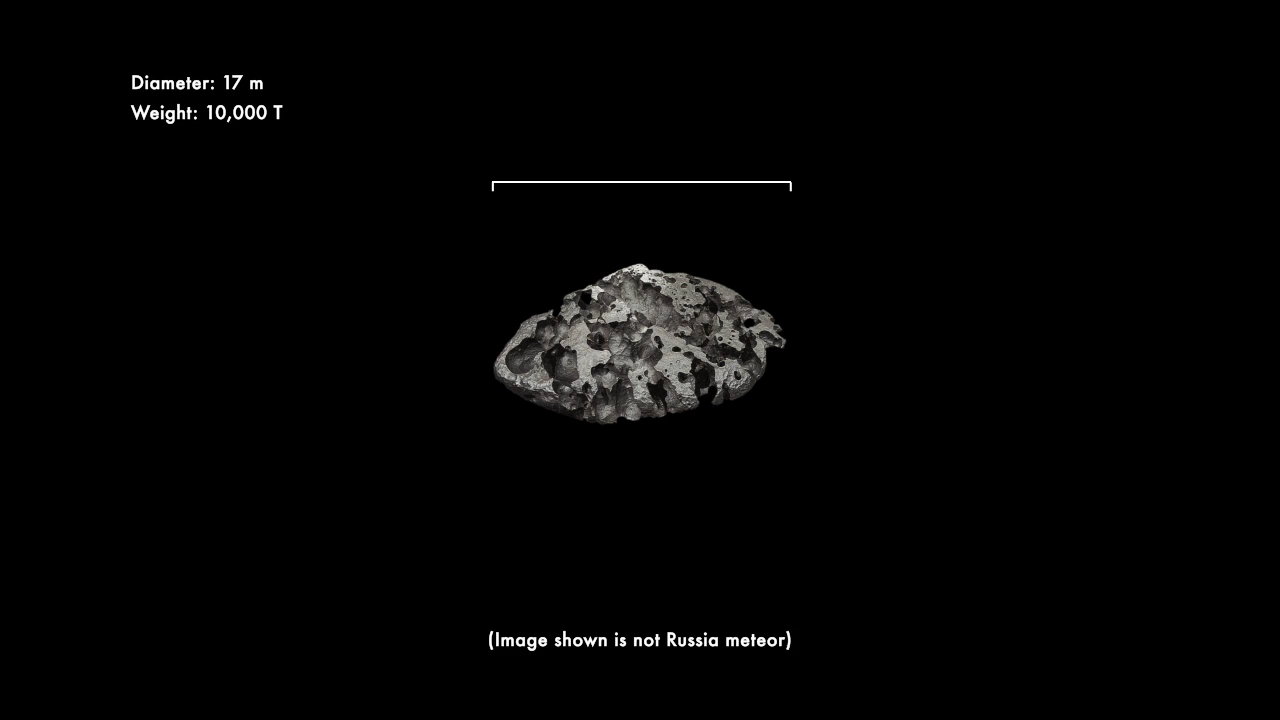 Diameter: 17 m
Weight: 10,000 T
(Image shown is not Russia meteor)